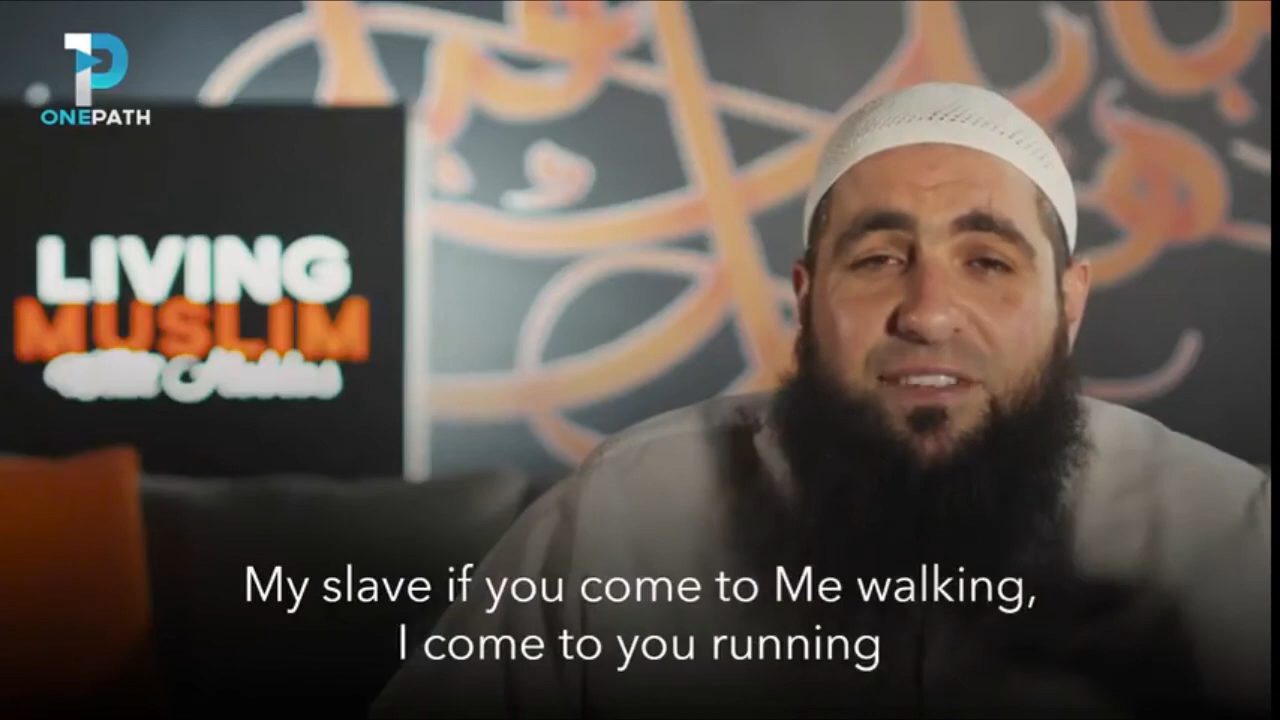 ONEPATH
LIVING
MUSLIM
My slave if you come to Me walking,
I come to you running